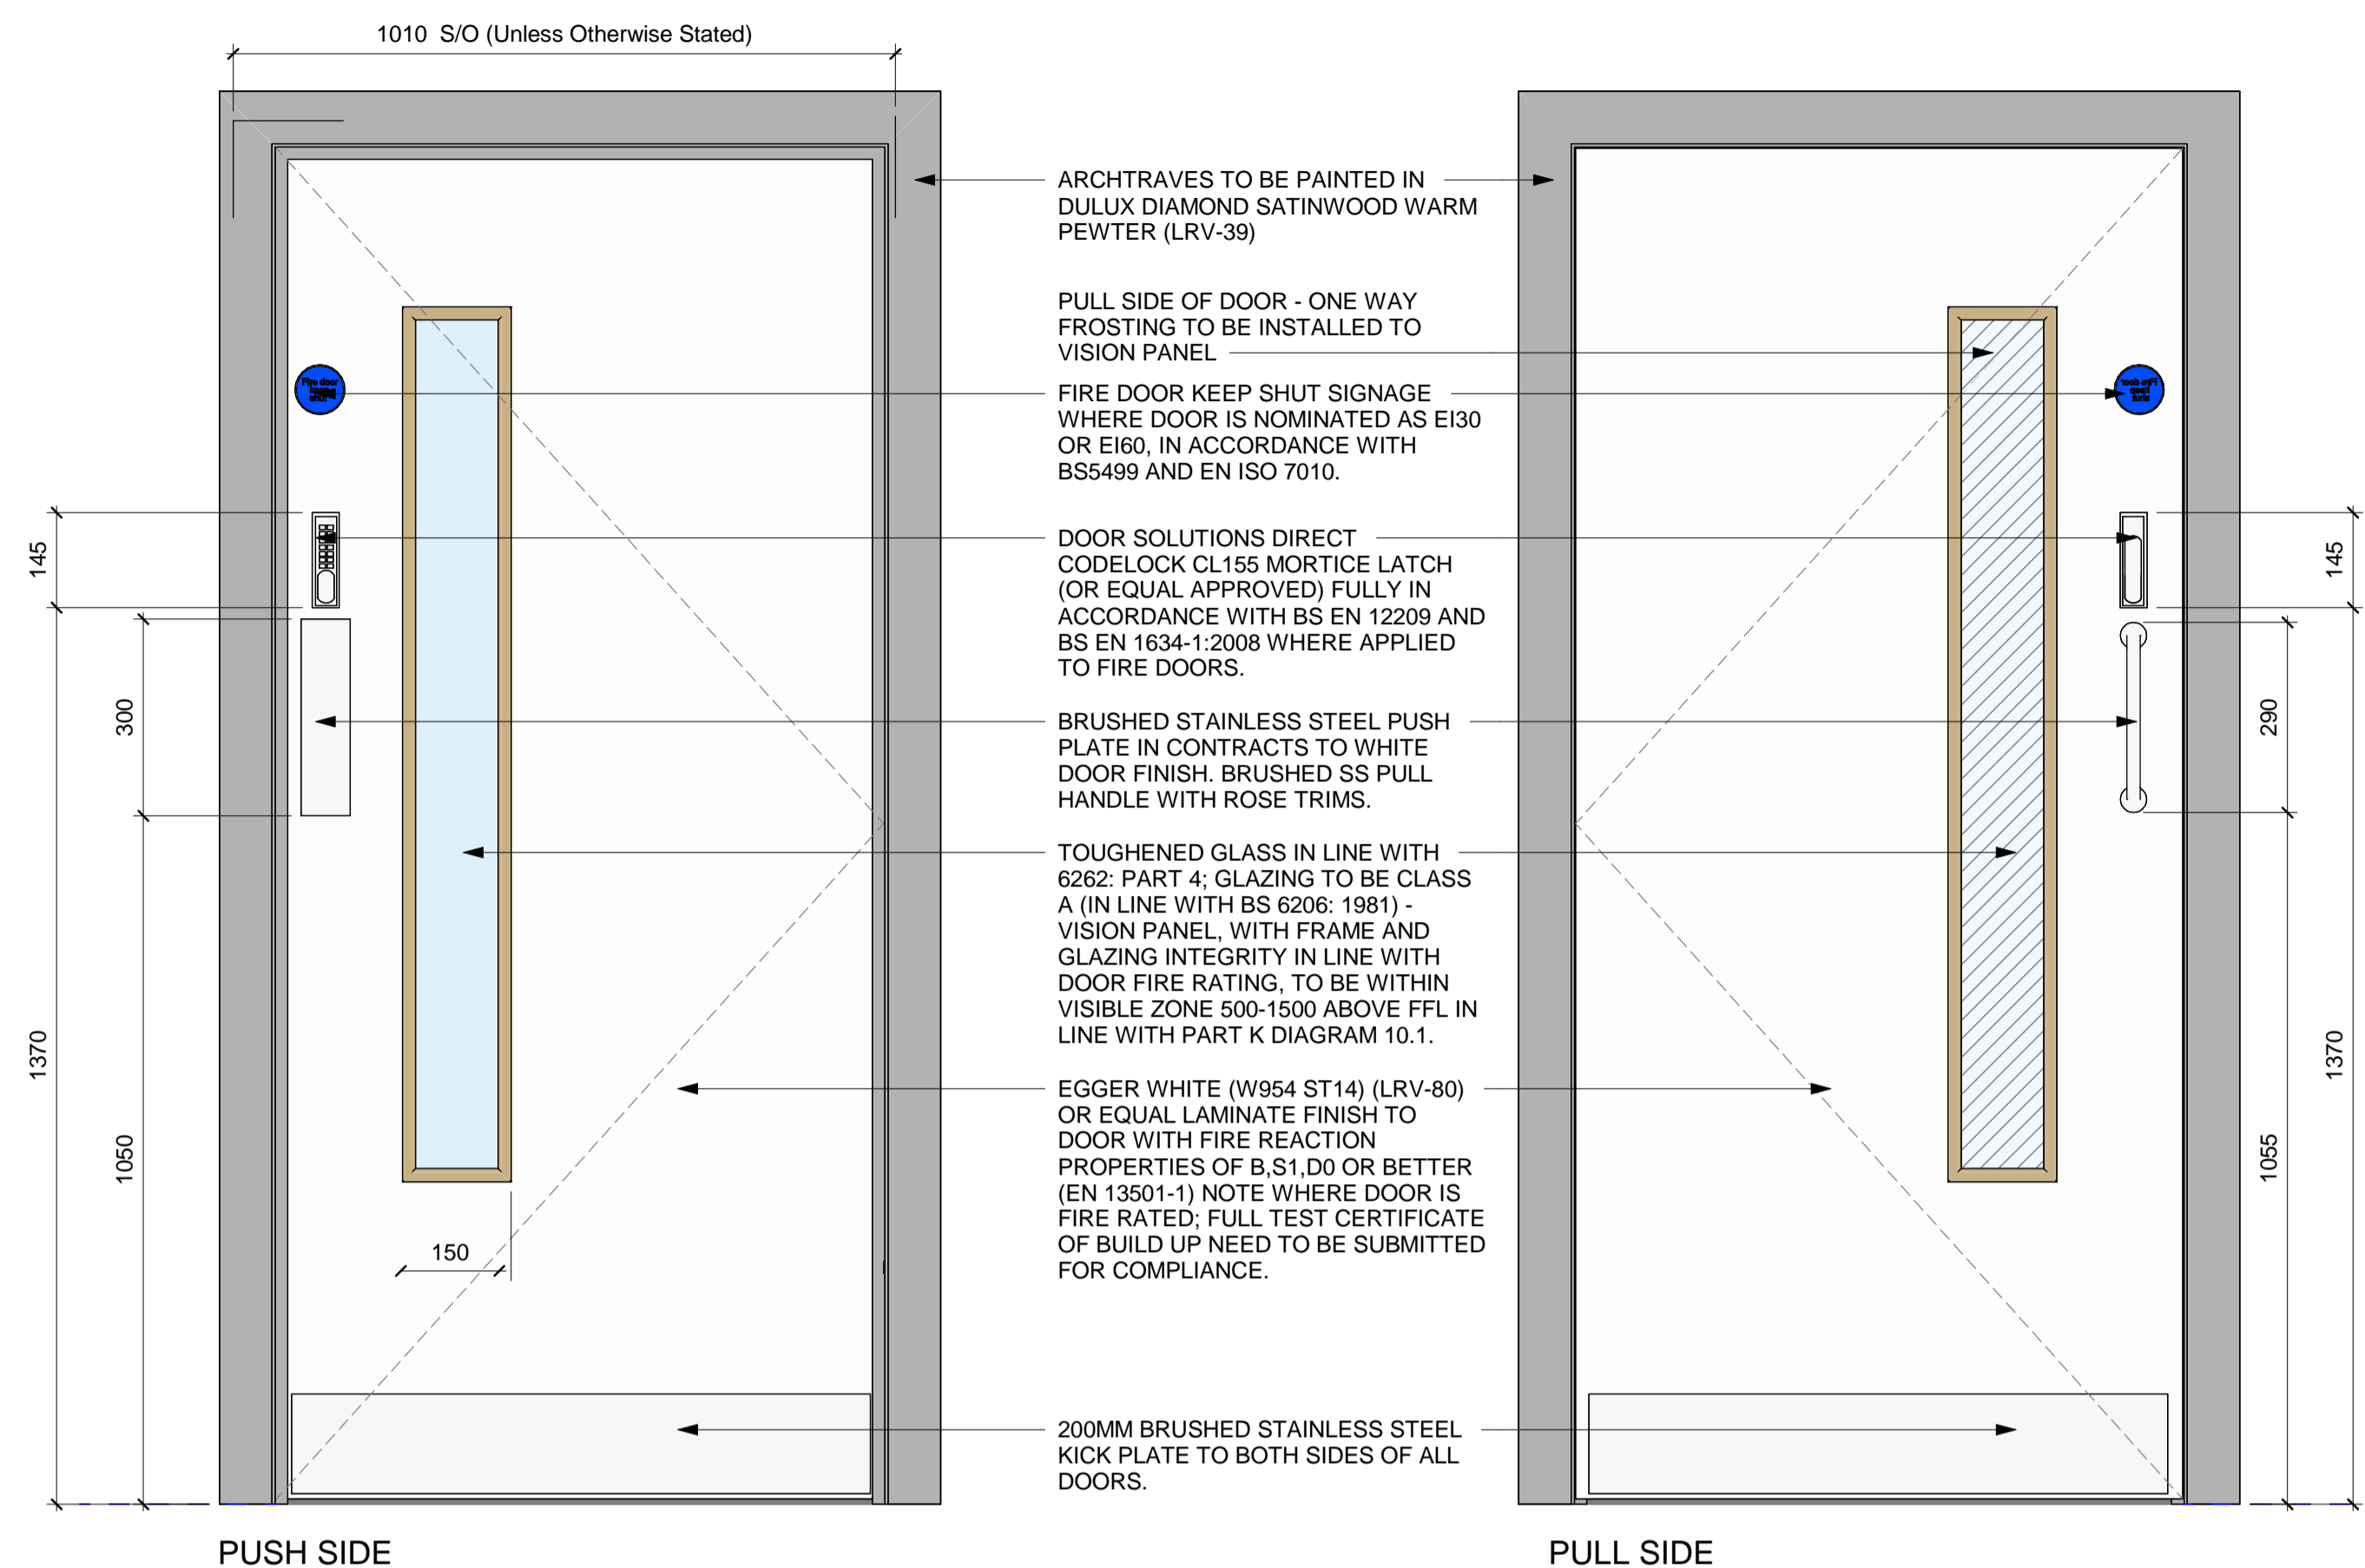 1010 S/O (Unless Otherwise Stated)
ARCHTRAVES TO BE PAINTED IN
DULUX DIAMOND SATINWOOD WARM
PEWTER (LRV-39)
PULL SIDE OF DOOR - ONE WAY
FROSTING TO BE INSTALLED TO
VISION PANEL
Fire door
keep
shut
FIRE DOOR KEEP SHUT SIGNAGE
WHERE DOOR IS NOMINATED AS EI30
OR EI60, IN ACCORDANCE WITH
BS5499 AND EN ISO 7010.
Fire door
keep
shut
145
DOOR SOLUTIONS DIRECT
CODELOCK CL155 MORTICE LATCH
(OR EQUAL APPROVED) FULLY IN
ACCORDANCE WITH BS EN 12209 AND
BS EN 1634-1:2008 WHERE APPLIED
TO FIRE DOORS.
145
300
BRUSHED STAINLESS STEEL PUSH
PLATE IN CONTRACTS TO WHITE
DOOR FINISH. BRUSHED SS PULL
HANDLE WITH ROSE TRIMS.
290
TOUGHENED GLASS IN LINE WITH
6262: PART 4; GLAZING TO BE CLASS
A (IN LINE WITH BS 6206: 1981) -
VISION PANEL, WITH FRAME AND
GLAZING INTEGRITY IN LINE WITH
DOOR FIRE RATING, TO BE WITHIN
VISIBLE ZONE 500-1500 ABOVE FFL IN
LINE WITH PART K DIAGRAM 10.1.
1370
1050
EGGER WHITE (W954 ST14) (LRV-80)
OR EQUAL LAMINATE FINISH TO
DOOR WITH FIRE REACTION
PROPERTIES OF B,S1,D0 OR BETTER
(EN 13501-1) NOTE WHERE DOOR IS
FIRE RATED; FULL TEST CERTIFICATE
OF BUILD UP NEED TO BE SUBMITTED
FOR COMPLIANCE.
1370
1055
150
200MM BRUSHED STAINLESS STEEL
KICK PLATE TO BOTH SIDES OF ALL
DOORS.
PUSH SIDE
PULL SIDE